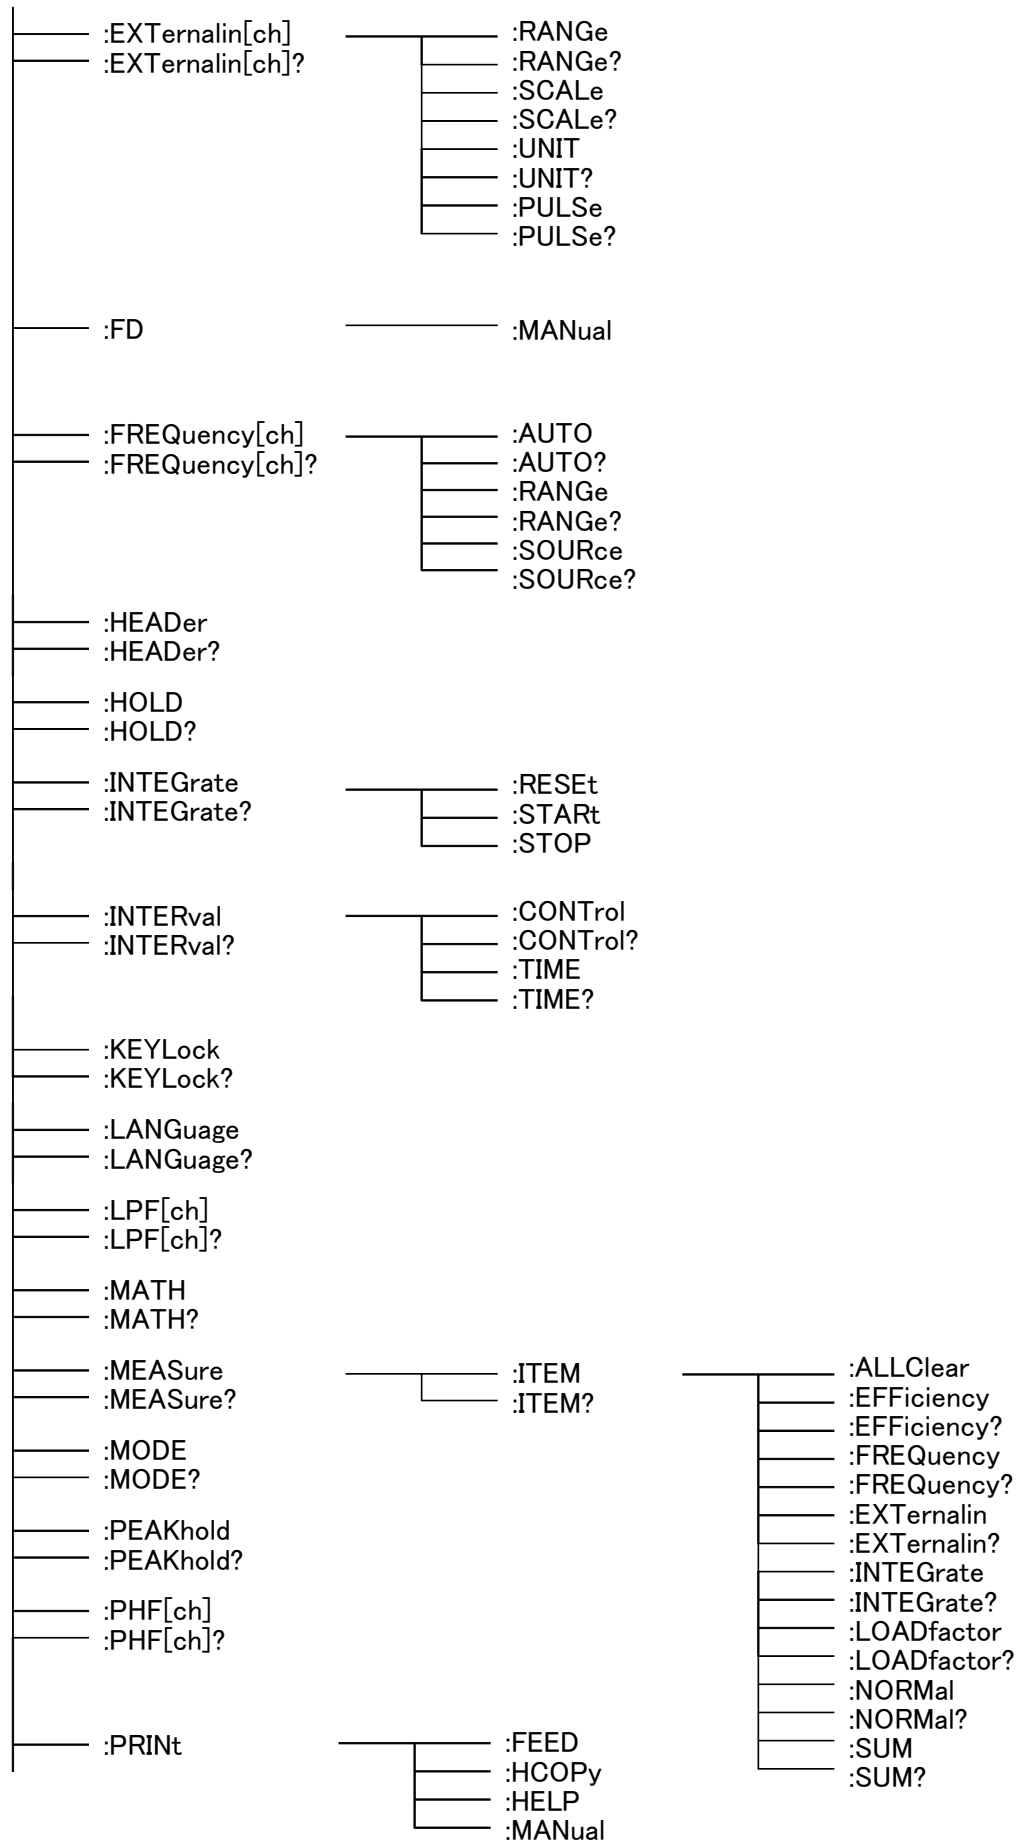 :EXTernalin[ch] :RANGe
:EXTernalin[ch]? :RANGe?
:SCALe
:SCALe?
:UNIT
:UNIT?
:PULSe
:PULSe?
:FD :MANual
:FREQuency[ch] :AUTO
:FREQuency[ch]? :AUTO?
:RANGe
:RANGe?
:SOURce
:SOURce?
:HEADer
:HEADer?
:HOLD
:HOLD?
:INTEGrate :RESEt
:INTEGrate? :STARt
:STOP
:INTERval :CONTrol
:INTERval? :CONTrol?
:TIME
:TIME?
:KEYLock
:KEYLock?
:LANGuage
:LANGuage?
:LPF[ch]
:LPF[ch]?
:MATH
:MATH?
:MEASure :ITEM :ALLClear
:MEASure? :ITEM? :EFFiciency
:EFFiciency?
:MODE :FREQuency
:MODE? :FREQuency?
:PEAKhold :EXTernalin
:PEAKhold? :EXTernalin?
:INTEGrate
:PHF[ch] :INTEGrate?
:PHF[ch]? :LOADfactor
:LOADfactor?
:NORMal
:NORMal?
:PRINt :FEED :SUM
:HCOPy :SUM?
:HELP
:MANual